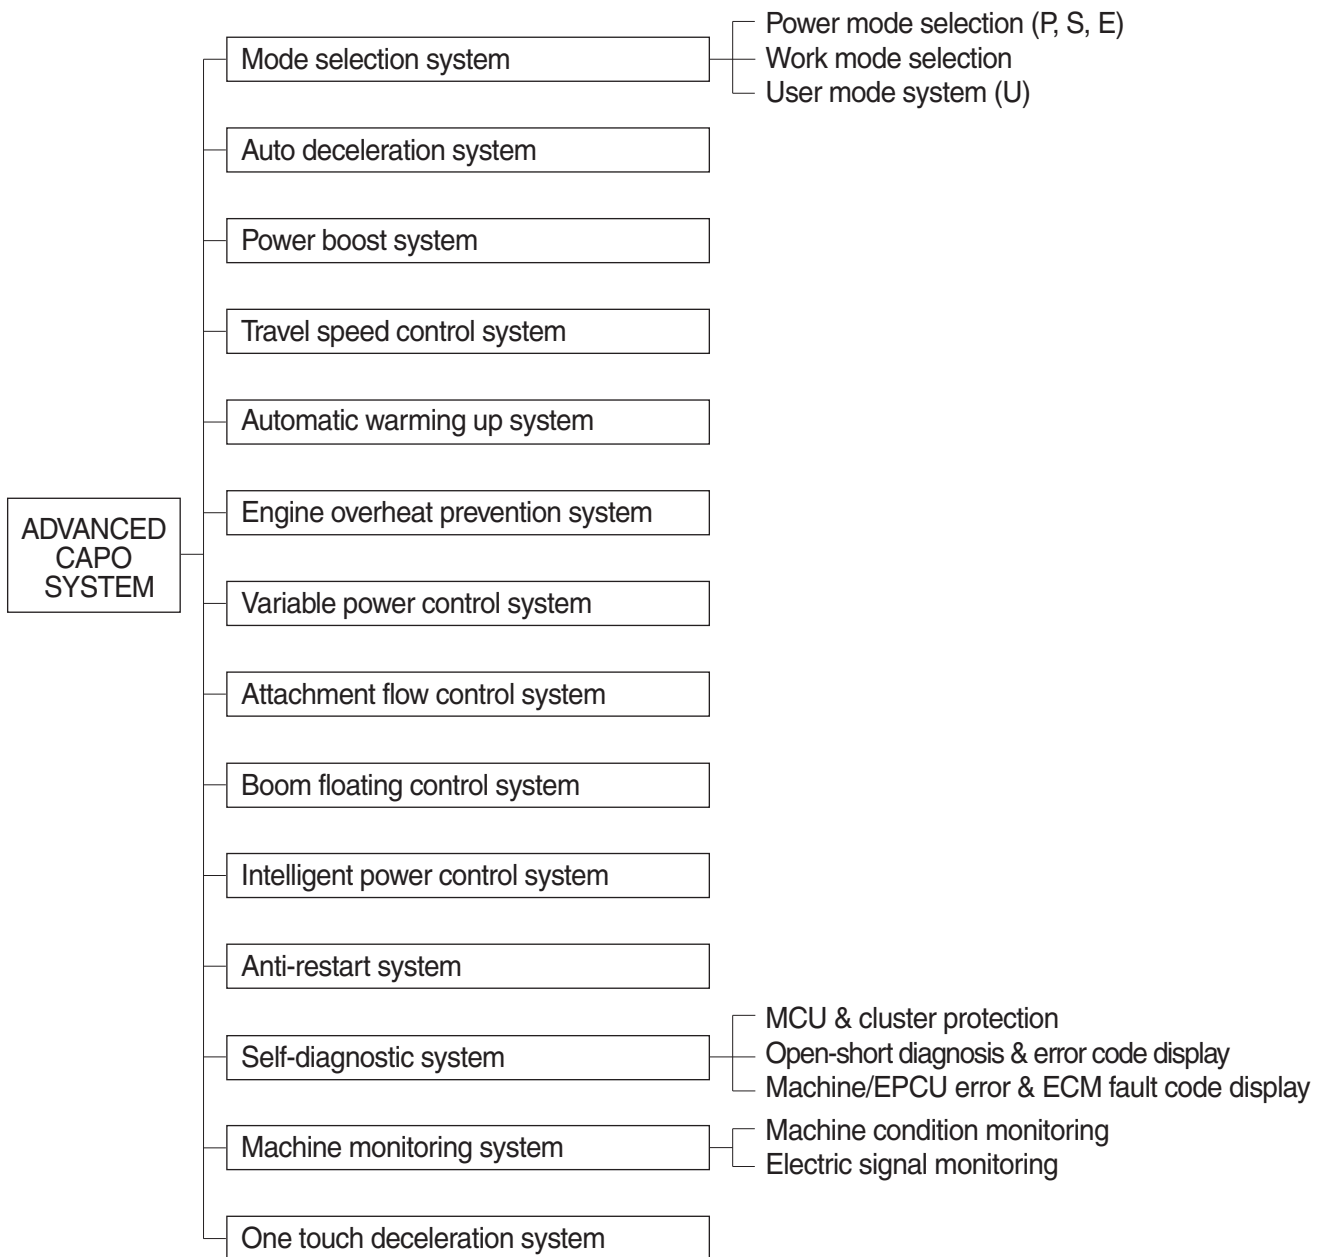 Mode selection system
Power mode selection (P, S, E)
Work mode selection
User mode system (U)
Auto deceleration system
Power boost system
Travel speed control system
Automatic warming up system
Engine overheat prevention system
ADVANCED
CAPO
SYSTEM
Variable power control system
Attachment flow control system
Boom floating control system
Intelligent power control system
Anti-restart system
Self-diagnostic system
MCU & cluster protection
Open-short diagnosis & error code display
Machine/EPCU error & ECM fault code display
Machine monitoring system
Machine condition monitoring
Electric signal monitoring
One touch deceleration system